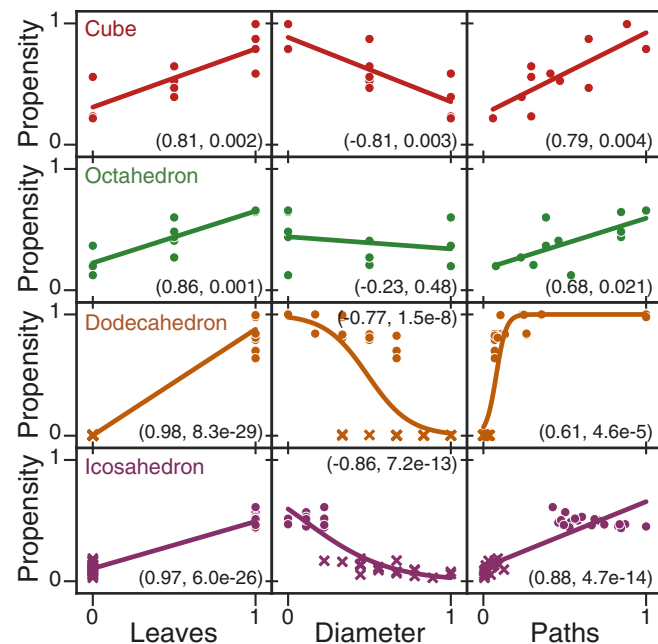 Propensity
1
0
Cube
(0.81, 0.002)
(-0.81, 0.003)
(0.79, 0.004)
Propensity
1
0
Octahedron
(0.86, 0.001)
(-0.23, 0.48)
(0.68, 0.021)
Propensity
1
0
Dodecahedron
(0.98, 8.3e-29)
(-0.77, 1.5e-8)
(0.61, 4.6e-5)
Propensity
1
0
Icosahedron
(0.97, 6.0e-26)
(-0.86, 7.2e-13)
(0.88, 4.7e-14)
0 1 0 1 0 1
Leaves Diameter Paths